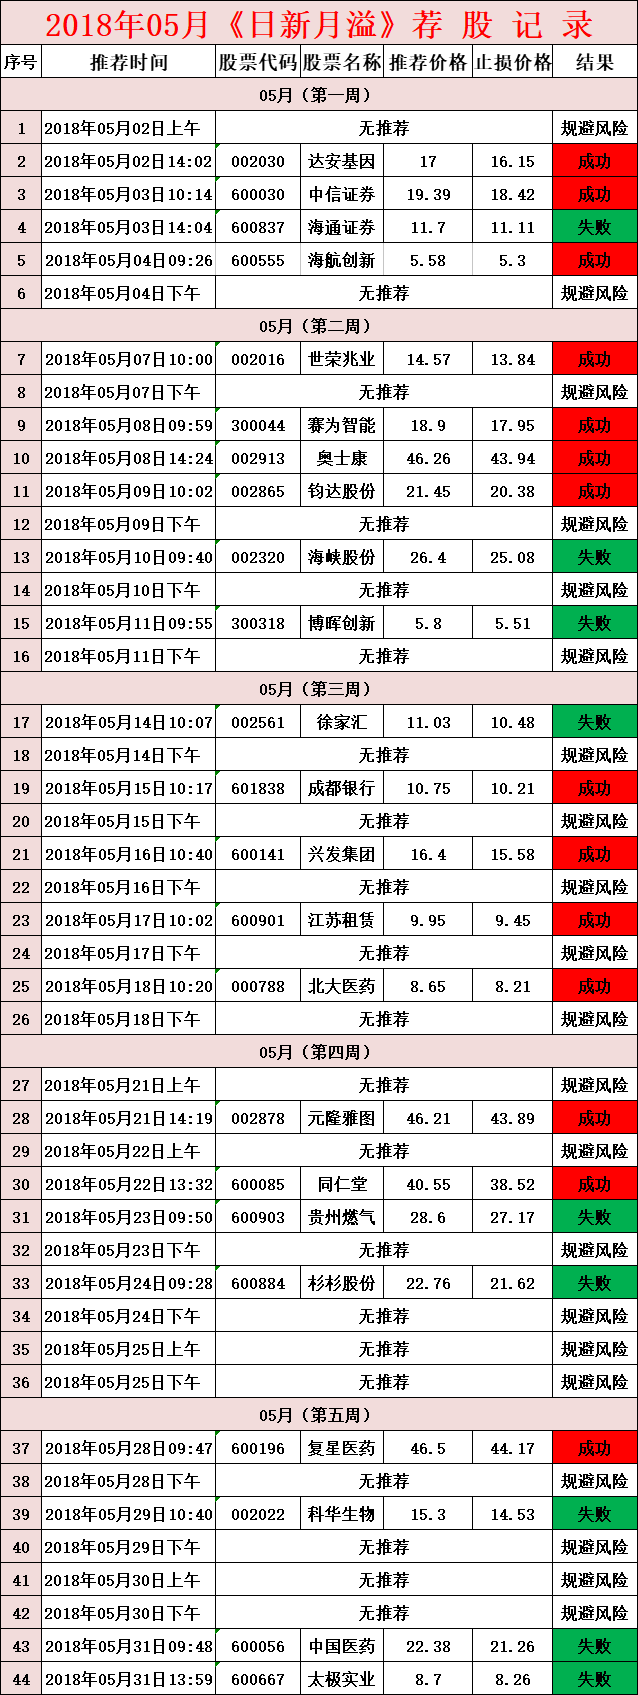 2018年05月《日新月溢》荐 股 记 录
序号 推荐时间 股票代码 股票名称 推荐价格 止损价格 结果
05月（第一周）
1 2018年05月02日上午 无推荐 规避风险
2 2018年05月02日14:02 002030 达安基因 17 16.15 成功
3 2018年05月03日10:14 600030 中信证券 19.39 18.42 成功
4 2018年05月03日14:04 600837 海通证券 11.7 11.11 失败
5 2018年05月04日09:26 600555 海航创新 5.58 5.3 成功
6 2018年05月04日下午 无推荐 规避风险
05月（第二周）
7 2018年05月07日10:00 002016 世荣兆业 14.57 13.84 成功
8 2018年05月07日下午 无推荐 规避风险
9 2018年05月08日09:59 300044 赛为智能 18.9 17.95 成功
10 2018年05月08日14:24 002913 奥士康 46.26 43.94 成功
11 2018年05月09日10:02 002865 钧达股份 21.45 20.38 成功
12 2018年05月09日下午 无推荐 规避风险
13 2018年05月10日09:40 002320 海峡股份 26.4 25.08 失败
14 2018年05月10日下午 无推荐 规避风险
15 2018年05月11日09:55 300318 博晖创新 5.8 5.51 失败
16 2018年05月11日下午 无推荐 规避风险
05月（第三周）
17 2018年05月14日10:07 002561 徐家汇 11.03 10.48 失败
18 2018年05月14日下午 无推荐 规避风险
19 2018年05月15日10:17 601838 成都银行 10.75 10.21 成功
20 2018年05月15日下午 无推荐 规避风险
21 2018年05月16日10:40 600141 兴发集团 16.4 15.58 成功
22 2018年05月16日下午 无推荐 规避风险
23 2018年05月17日10:02 600901 江苏租赁 9.95 9.45 成功
24 2018年05月17日下午 无推荐 规避风险
25 2018年05月18日10:20 000788 北大医药 8.65 8.21 成功
26 2018年05月18日下午 无推荐 规避风险
05月（第四周）
27 2018年05月21日上午 无推荐 规避风险
28 2018年05月21日14:19 002878 元隆雅图 46.21 43.89 成功
29 2018年05月22日上午 无推荐 规避风险
30 2018年05月22日13:32 600085 同仁堂 40.55 38.52 成功
31 2018年05月23日09:50 600903 贵州燃气 28.6 27.17 失败
32 2018年05月23日下午 无推荐 规避风险
33 2018年05月24日09:28 600884 杉杉股份 22.76 21.62 失败
34 2018年05月24日下午 无推荐 规避风险
35 2018年05月25日上午 无推荐 规避风险
36 2018年05月25日下午 无推荐 规避风险
05月（第五周）
37 2018年05月28日09:47 600196 复星医药 46.5 44.17 成功
38 2018年05月28日下午 无推荐 规避风险
39 2018年05月29日10:40 002022 科华生物 15.3 14.53 失败
40 2018年05月29日下午 无推荐 规避风险
41 2018年05月30日上午 无推荐 规避风险
42 2018年05月30日下午 无推荐 规避风险
43 2018年05月31日09:48 600056 中国医药 22.38 21.26 失败
44 2018年05月31日13:59 600667 太极实业 8.7 8.26 失败